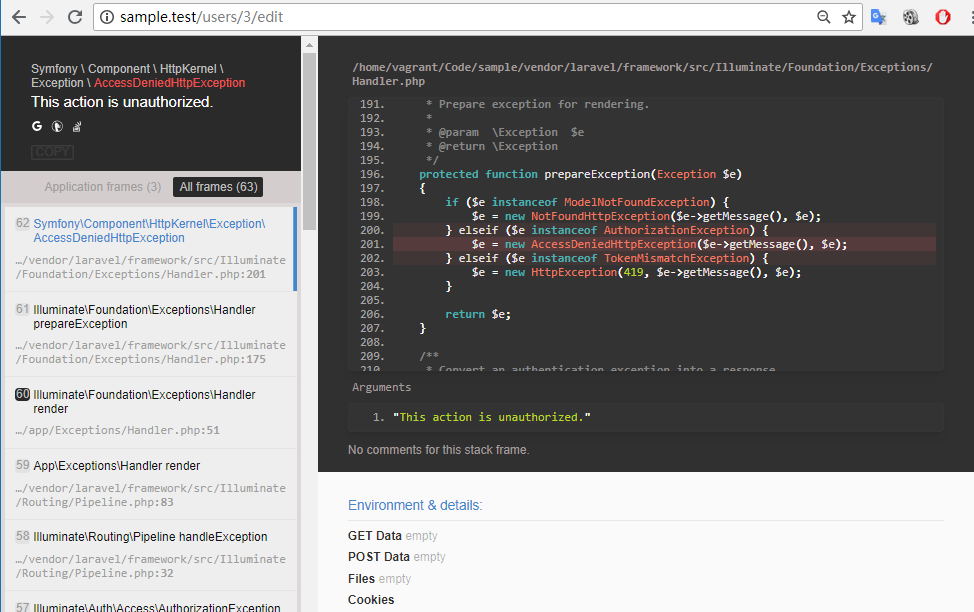 sample.test/users/3/edit
Symfony \ Component \ HttpKernel \
Exception \ AccessDeniedHttpException
This action is unauthorized.
COPY
Application frames (3) All frames (63)
62 Symfony\Component\HttpKernel\Exception\
AccessDeniedHttpException
…/vendor/laravel/framework/src/Illuminate
/Foundation/Exceptions/Handler.php:201
61 Illuminate\Foundation\Exceptions\Handler
prepareException
…/vendor/laravel/framework/src/Illuminate
/Foundation/Exceptions/Handler.php:175
60 Illuminate\Foundation\Exceptions\Handler
render
…/app/Exceptions/Handler.php:51
59 App\Exceptions\Handler render
…/vendor/laravel/framework/src/Illuminate
/Routing/Pipeline.php:83
58 Illuminate\Routing\Pipeline handleException
…/vendor/laravel/framework/src/Illuminate
/Routing/Pipeline.php:32
57 Illuminate\Auth\Access\AuthorizationException
/home/vagrant/Code/sample/vendor/laravel/framework/src/Illuminate/Foundation/Exceptions/
Handler.php
191. * Prepare exception for rendering.
192. *
193. * @param  \Exception  $e
194. * @return \Exception
195. */
196. protected function prepareException(Exception $e)
197. {
198. if ($e instanceof ModelNotFoundException) {
199. $e = new NotFoundHttpException($e->getMessage(), $e);
200. } elseif ($e instanceof AuthorizationException) {
201. $e = new AccessDeniedHttpException($e->getMessage(), $e);
202. } elseif ($e instanceof TokenMismatchException) {
203. $e = new HttpException(419, $e->getMessage(), $e);
204. }
205.
206. return $e;
207. }
208.
209. /**
210. * Convert an authentication exception into a response.
Arguments
1. "This action is unauthorized."
No comments for this stack frame.
Environment & details:
GET Data empty
POST Data empty
Files empty
Cookies